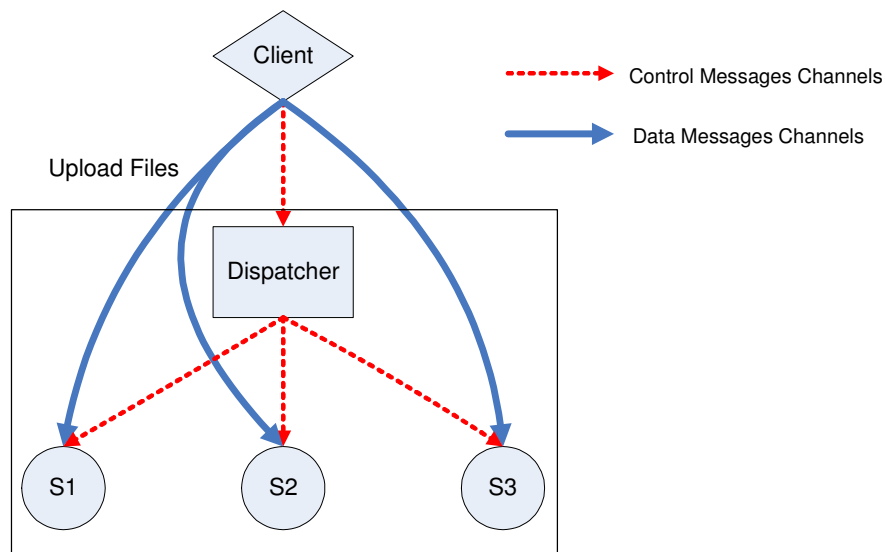 Client
Control Messages Channels
Data Messages Channels
Upload Files
Dispatcher
S1
S2
S3